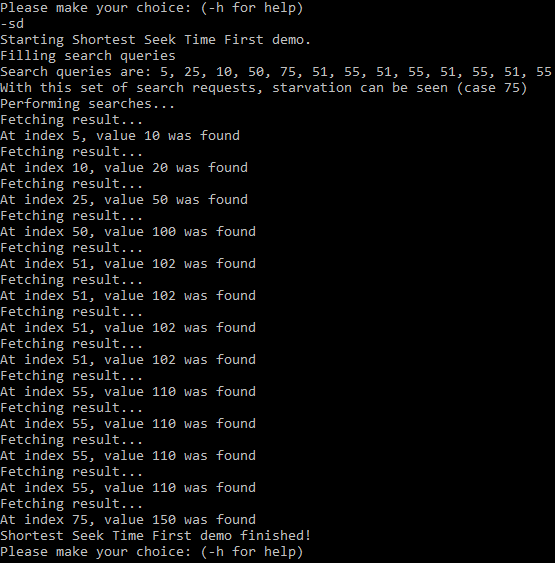 Please make your choice: (-h for help)
-sd
Starting Shortest Seek Time First demo.
Filling search queries
Search queries are: 5, 25, 10, 50, 75, 51, 55, 51, 55, 51, 55, 51, 55
With this set of search requests, starvation can be seen (case 75)
Performing searches...
Fetching result...
At index 5, value 10 was found
Fetching result...
At index 10, value 20 was found
Fetching result...
At index 25, value 50 was found
Fetching result...
At index 50, value 100 was found
Fetching result...
At index 51, value 102 was found
Fetching result...
At index 51, value 102 was found
Fetching result...
At index 51, value 102 was found
Fetching result...
At index 51, value 102 was found
Fetching result...
At index 55, value 110 was found
Fetching result...
At index 55, value 110 was found
Fetching result...
At index 55, value 110 was found
Fetching result...
At index 55, value 110 was found
Fetching result...
At index 75, value 150 was found
Shortest Seek Time First demo finished!
Please make your choice: (-h for help)